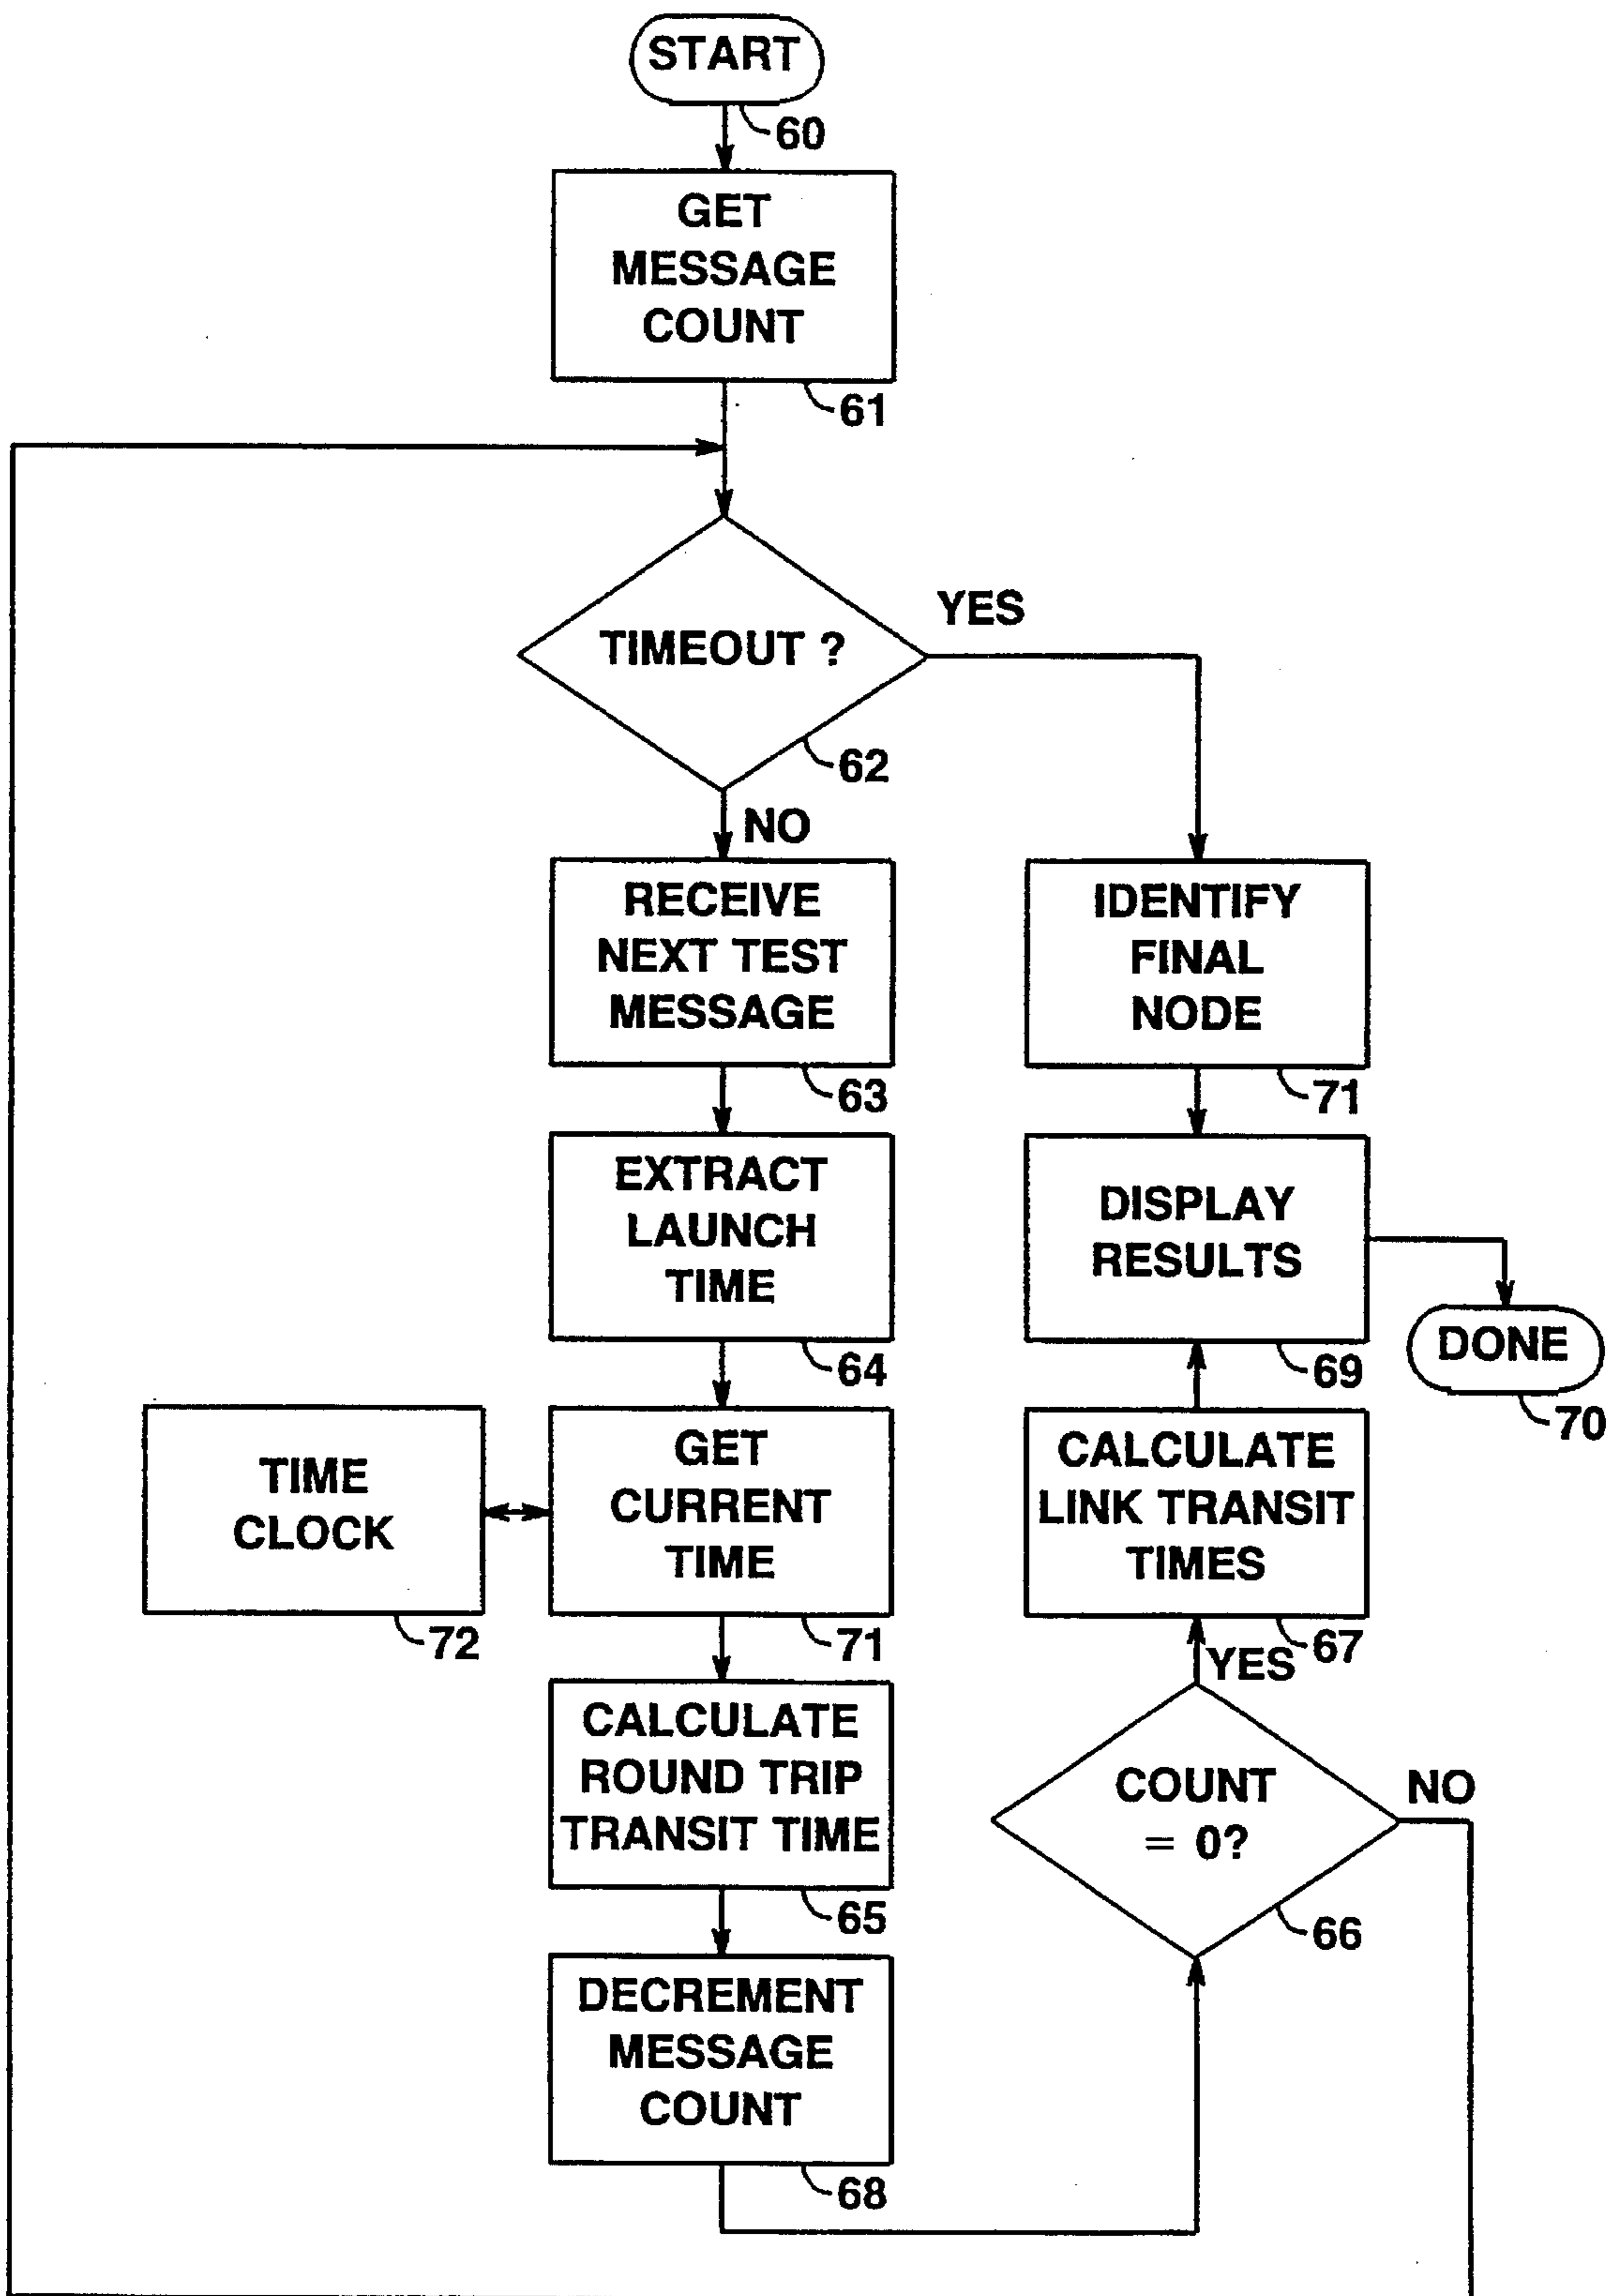 START
60
GET
MESSAGE
COUNT
61
TIMEOUT ?
YES
62
NO
RECEIVE
NEXT TEST
MESSAGE
63
IDENTIFY
FINAL
NODE
71
EXTRACT
LAUNCH
TIME
64
DISPLAY
RESULTS
69
DONE
70
TIME
CLOCK
72
GET
CURRENT
TIME
71
CALCULATE
LINK TRANSIT
TIMES
67
YES
CALCULATE
ROUND TRIP
TRANSIT TIME
65
COUNT
= 0?
NO
66
DECREMENT
MESSAGE
COUNT
68